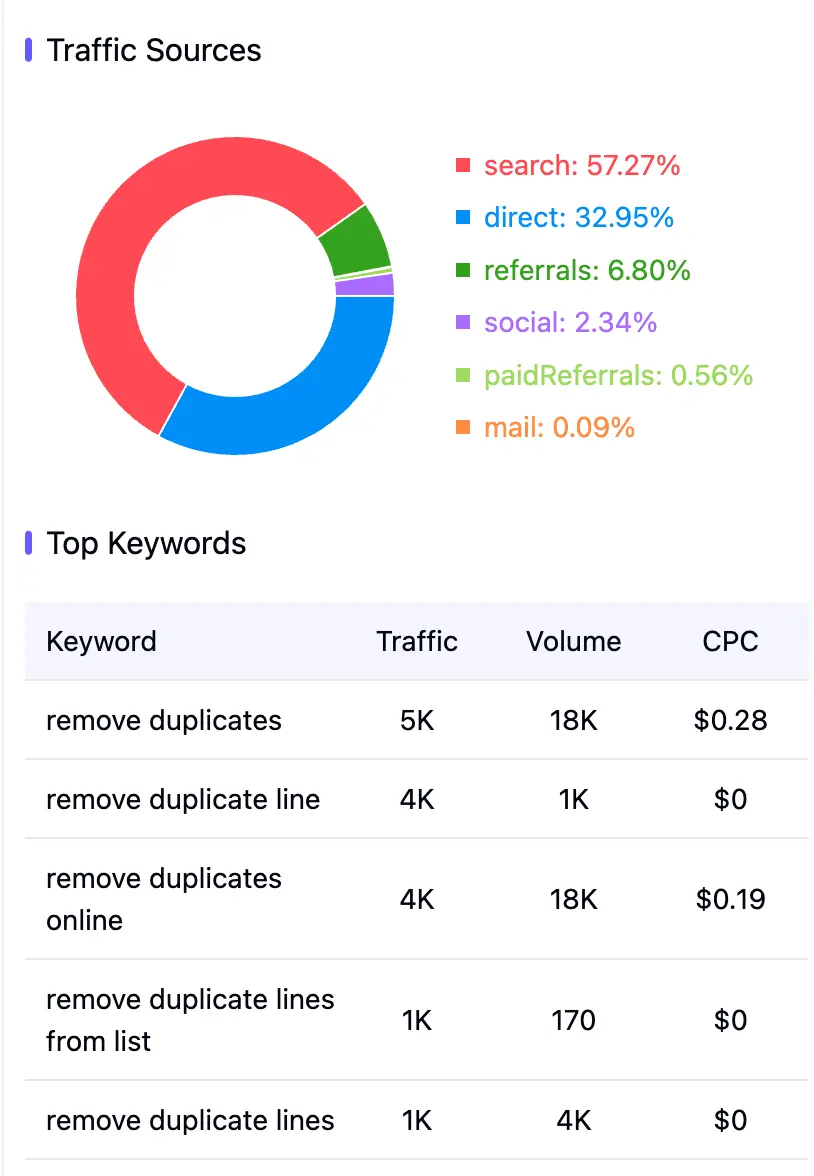 Traffic Sources
search: 57.27%
direct: 32.95%
referrals: 6.80%
social: 2.34%
paidReferrals: 0.56%
mail: 0.09%
Top Keywords
Keyword Traffic Volume CPC
remove duplicates 5K 18K $0.28
remove duplicate line 4K 1K $0
remove duplicates
online 4K 18K $0.19
remove duplicate lines
from list 1K 170 $0
remove duplicate lines 1K 4K $0